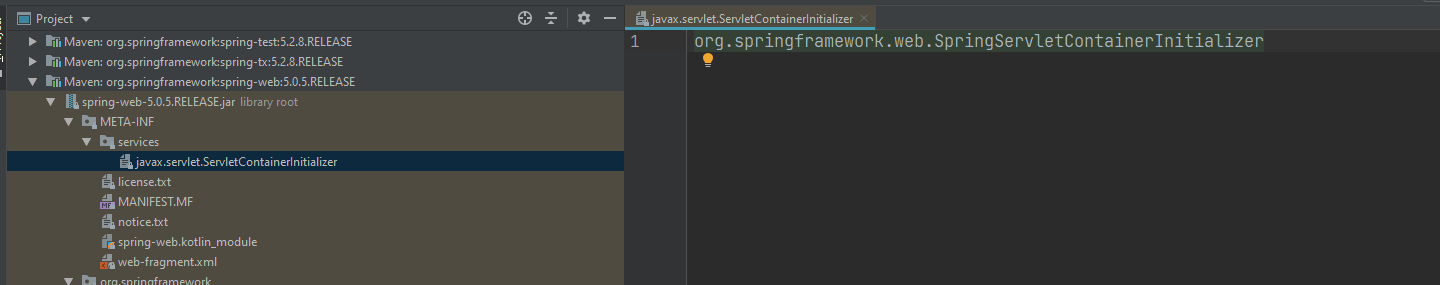 Project
Maven: org.springframework:spring-test:5.2.8.RELEASE
Maven: org.springframework:spring-tx:5.2.8.RELEASE
Maven: org.springframework:spring-web:5.0.5.RELEASE
spring-web-5.0.5.RELEASE.jar library root
META-INF
services
javax.servlet.ServletContainerInitializer
license.txt
MANIFEST.MF
notice.txt
spring-web.kotlin_module
web-fragment.xml
org.springframework
javax.servlet.ServletContainerInitializer
1 org.springframework.web.SpringServletContainerInitializer